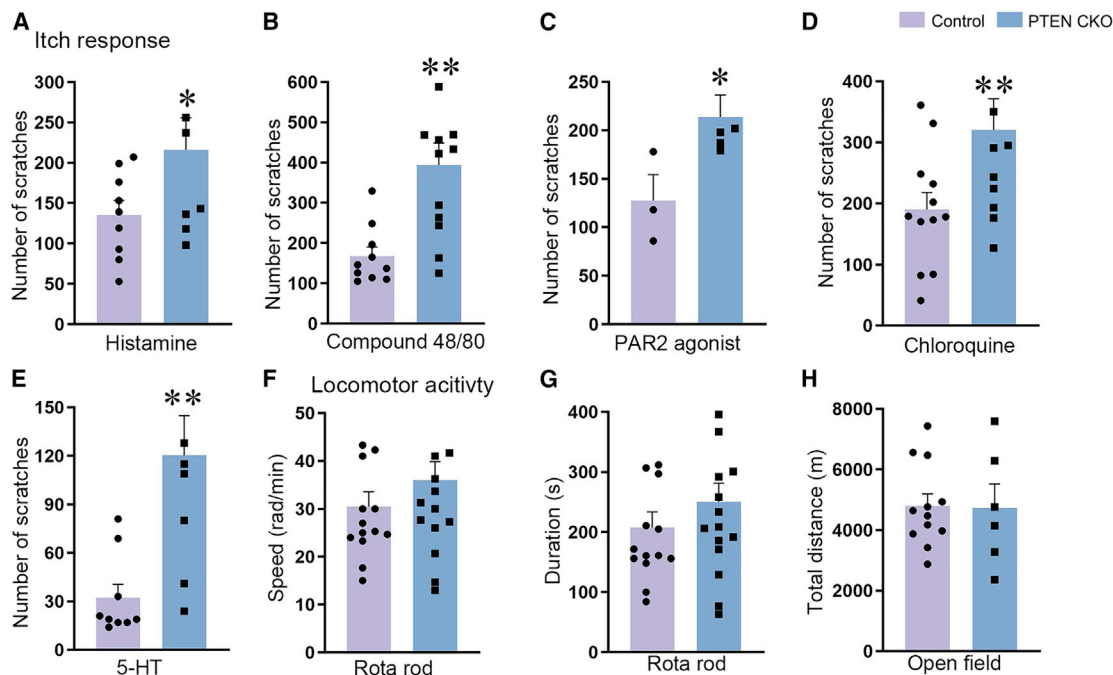 A
Itch response
Number of scratches
300
250
200
150
100
50
0
*
Histamine
B
Number of scratches
600
500
400
300
200
100
0
**
Compound 48/80
C
Number of scratches
250
200
150
100
50
0
*
PAR2 agonist
D
Control
PTEN CKO
Number of scratches
400
300
200
100
0
**
Chloroquine
E
Number of scratches
150
120
90
60
30
0
**
5-HT
F
Locomotor acitivty
Speed (rad/min)
50
40
30
20
10
0
Rota rod
G
Duration (s)
400
300
200
100
0
Rota rod
H
Total distance (m)
8000
6000
4000
2000
0
Open field